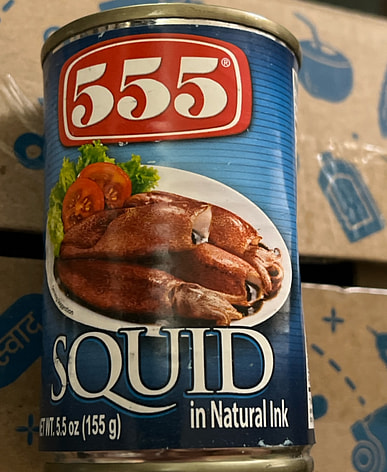 555®
SQUID
in Natural Ink
NET WT. 5.5 oz (155 g)
स्वाद